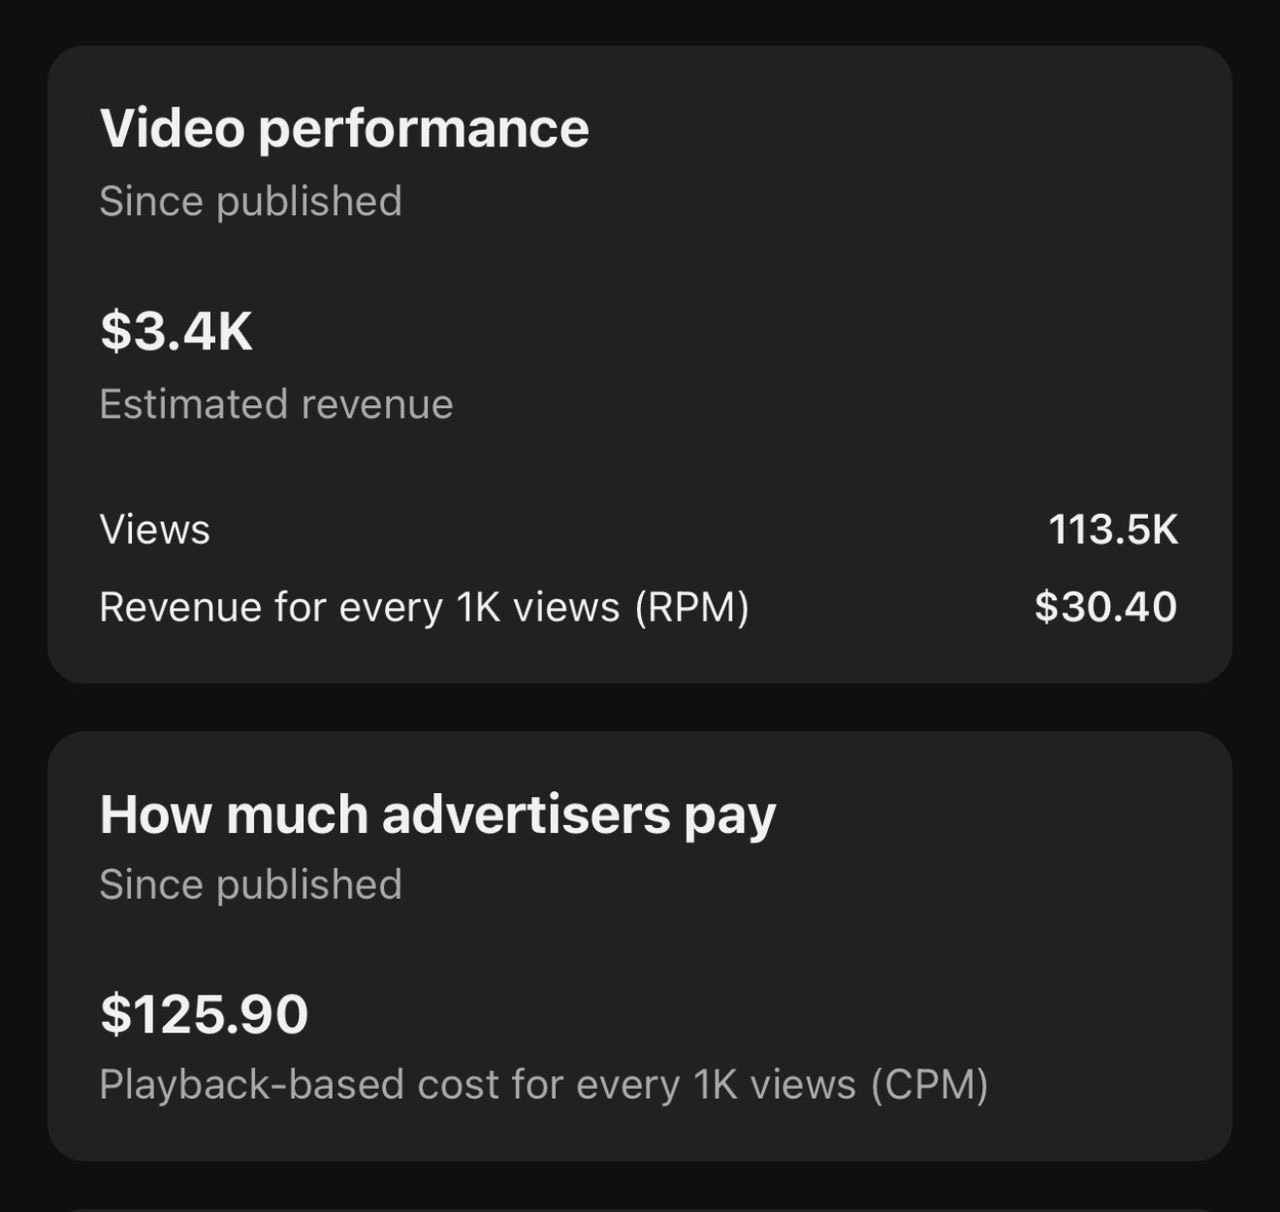 Video performance
Since published
$3.4K
Estimated revenue
Views 113.5K
Revenue for every 1K views (RPM) $30.40
How much advertisers pay
Since published
$125.90
Playback-based cost for every 1K views (CPM)